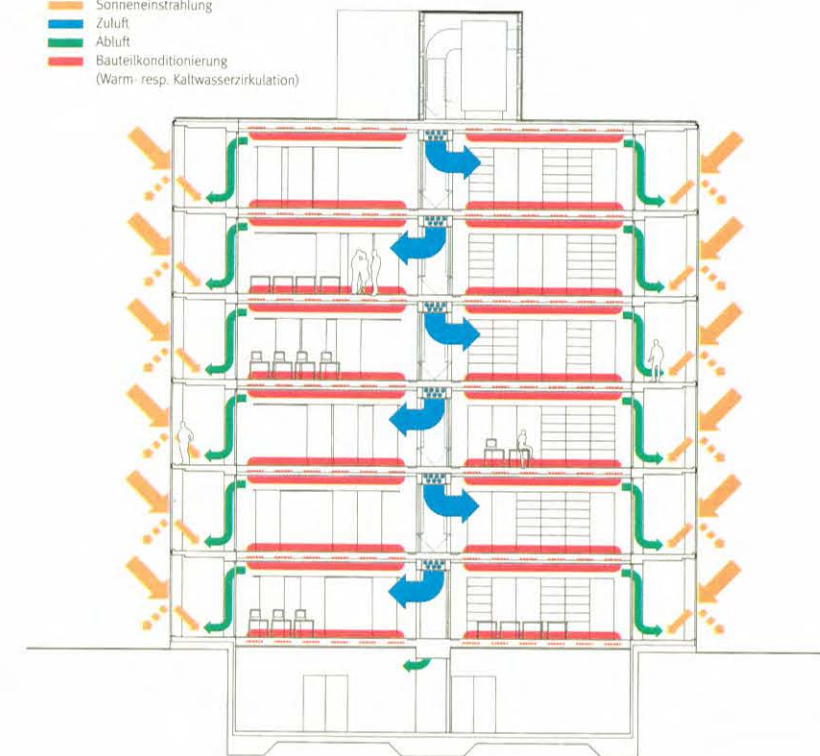 Sonneneinstrahlung
Zuluft
Abluft
Bauteilkonditionierung
(Warm- resp. Kaltwasserzirkulation)